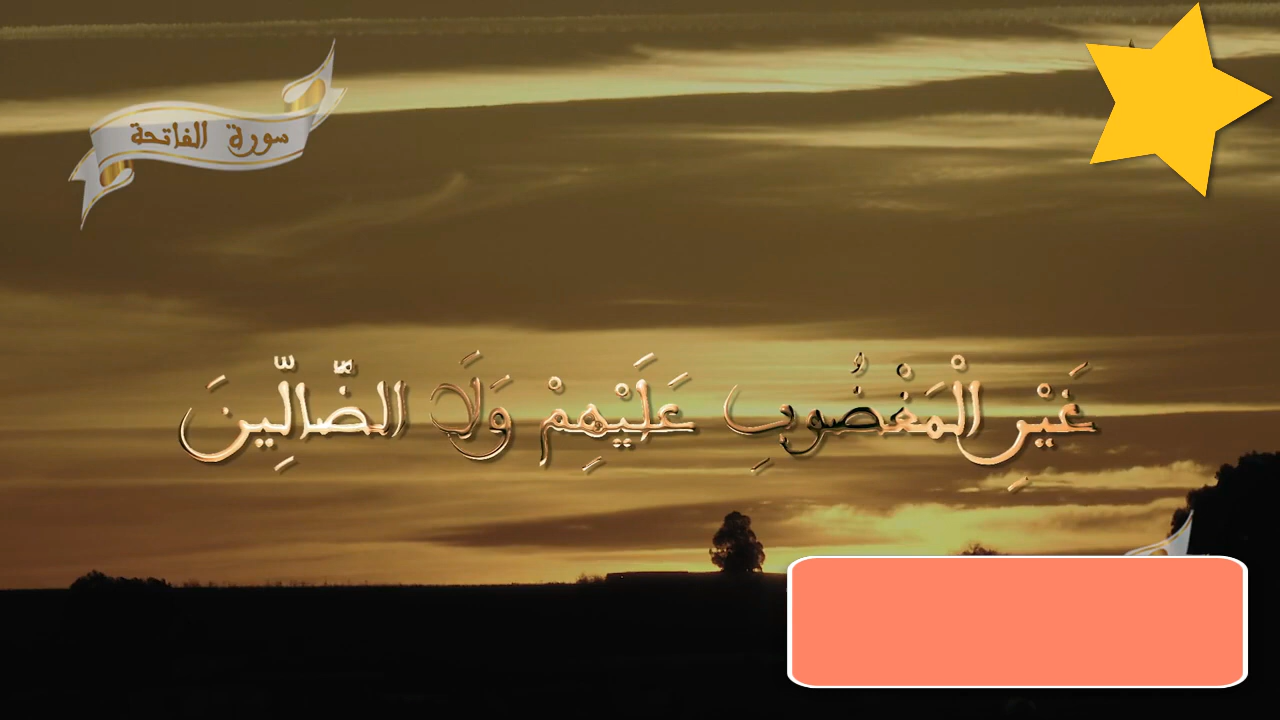 سورة الفاتحة
غَيْرِ الْمَغْضُوبِ عَلَيْهِمْ وَلَا الضَّالِّينَ